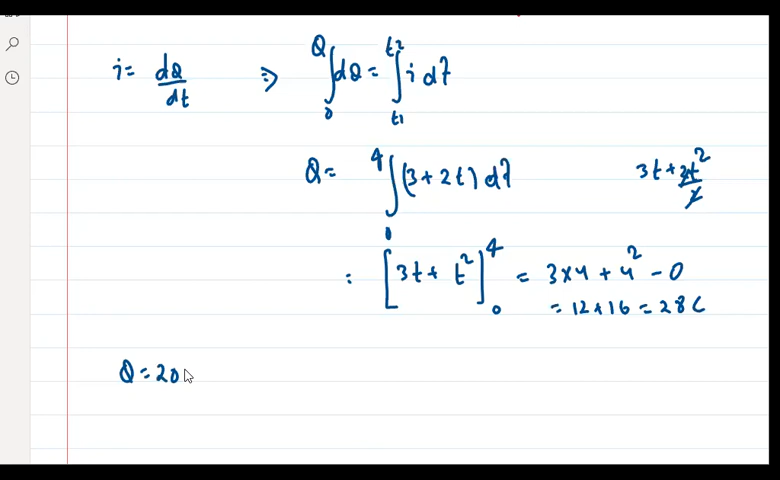 i = dQ/dt ⇒ ∫₀^Q dQ = ∫_{t1}^{t2} i dt
Q = ∫₀⁴ (3 + 2t) dt 3t + 2t²/2
= [3t + t²]₀⁴ = 3×4 + 4² − 0
= 12 + 16 = 28 C
Q = 20